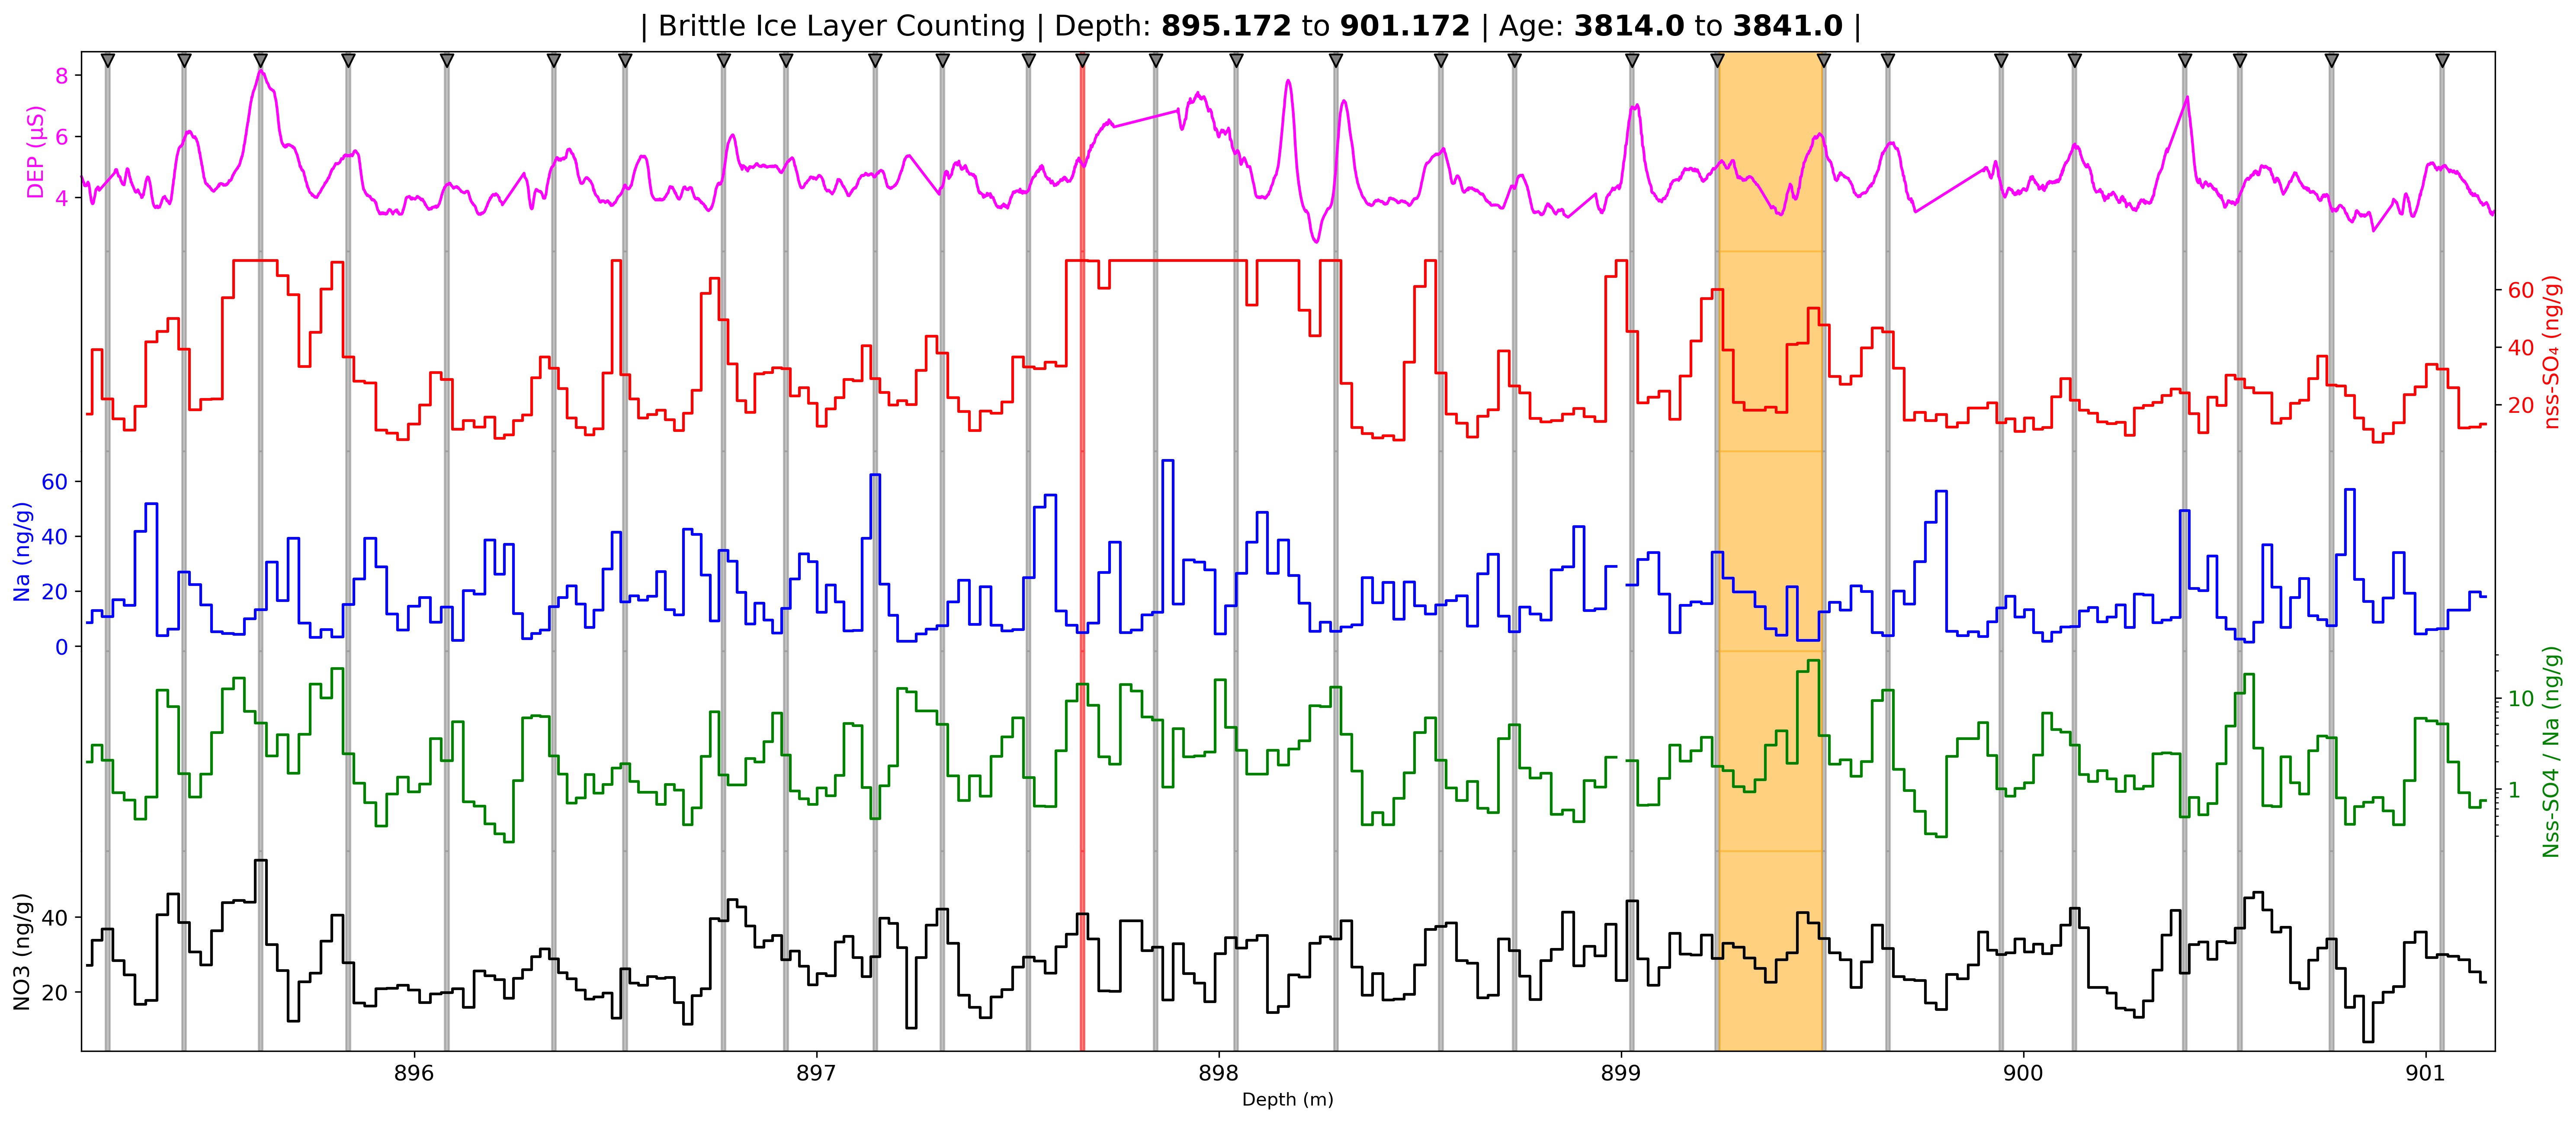 | Brittle Ice Layer Counting | Depth: 895.172 to 901.172 | Age: 3814.0 to 3841.0 |
8
6
4
DEP (µS)
60
40
20
nss-SO₄ (ng/g)
60
40
20
0
Na (ng/g)
10
1
Nss-SO4 / Na (ng/g)
40
20
NO3 (ng/g)
896 897 898 899 900 901
Depth (m)